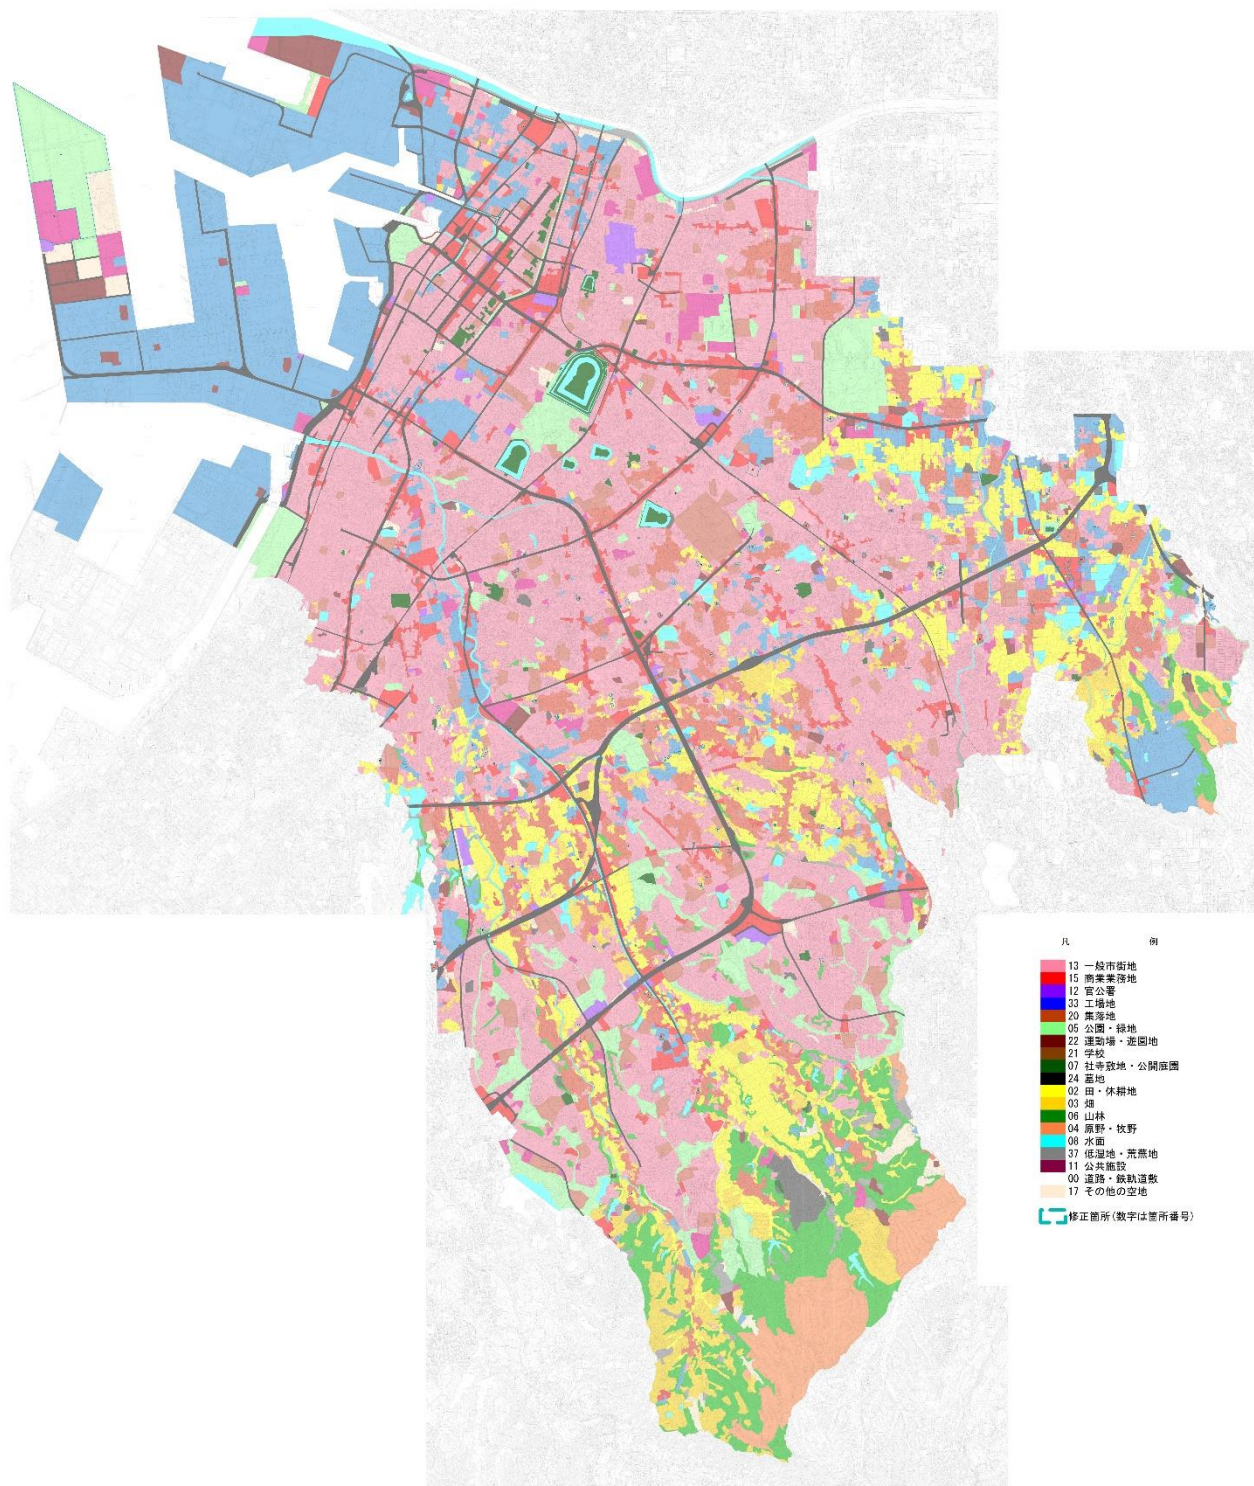 凡 例
13 一般市街地
15 商業業務地
12 官公署
33 工場地
20 集落地
05 公園・緑地
22 運動場・遊園地
21 学校
07 社寺敷地・公開庭園
24 墓地
02 田・休耕地
03 畑
06 山林
04 原野・牧野
08 水面
37 低湿地・荒蕪地
11 公共施設
00 道路・鉄軌道敷
17 その他の空地
修正箇所(数字は箇所番号)